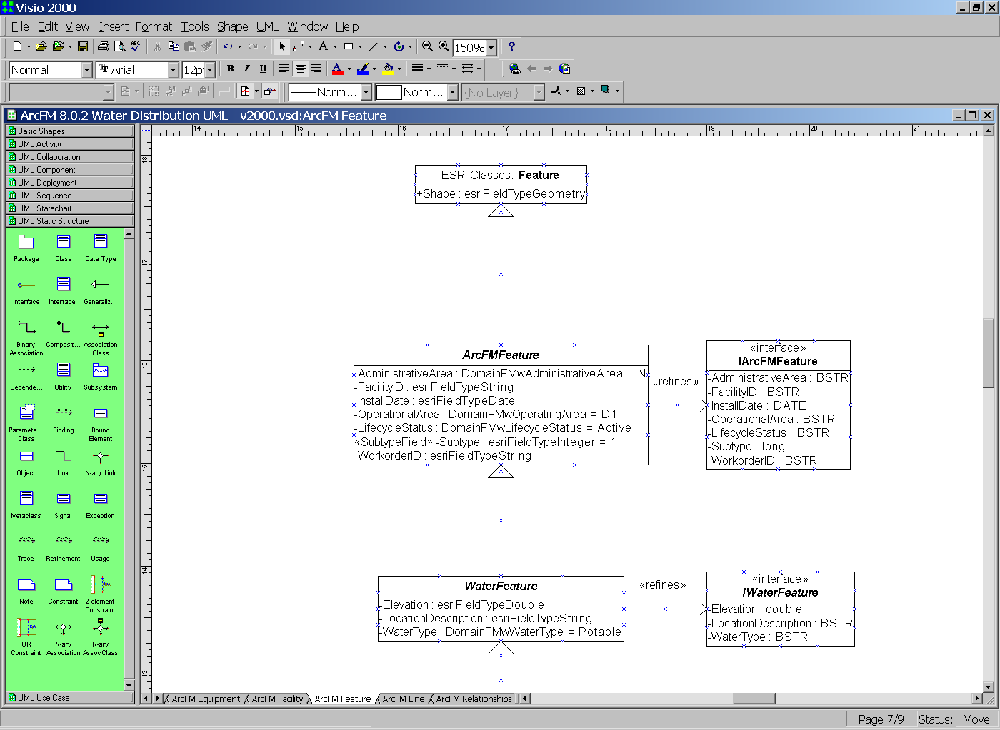 Visio 2000
File Edit View Insert Format Tools Shape UML Window Help
150%
Normal Arial 12p
Norm... Norm... {No Layer}
ArcFM 8.0.2 Water Distribution UML - v2000.vsd:ArcFM Feature
Basic Shapes
UML Activity
UML Collaboration
UML Component
UML Deployment
UML Sequence
UML Statechart
UML Static Structure
Package Class Data Type
Interface Interface Generaliz...
Binary Association Composit... Association Class
Depende... Utility Subsystem
Paramete... Class Binding Bound Element
Object Link N-ary Link
Metaclass Signal Exception
Trace Refinement Usage
Note Constraint 2-element Constraint
OR Constraint N-ary Association N-ary AssocClass
UML Use Case
14 15 16 17 18 19 20 21
18
17
16
15
14
13
ESRI Classes::Feature
+Shape : esriFieldTypeGeometry
ArcFMFeature
-AdministrativeArea : DomainFMwAdministrativeArea = N
-FacilityID : esriFieldTypeString
-InstallDate : esriFieldTypeDate
-OperationalArea : DomainFMwOperatingArea = D1
-LifecycleStatus : DomainFMwLifecycleStatus = Active
«SubtypeField» -Subtype : esriFieldTypeInteger = 1
-WorkorderID : esriFieldTypeString
«refines»
«interface»
IArcFMFeature
-AdministrativeArea : BSTR
-FacilityID : BSTR
-InstallDate : DATE
-OperationalArea : BSTR
-LifecycleStatus : BSTR
-Subtype : long
-WorkorderID : BSTR
WaterFeature
-Elevation : esriFieldTypeDouble
-LocationDescription : esriFieldTypeString
-WaterType : DomainFMwWaterType = Potable
«refines»
«interface»
IWaterFeature
-Elevation : double
-LocationDescription : BSTR
-WaterType : BSTR
ArcFM Equipment ArcFM Facility ArcFM Feature ArcFM Line ArcFM Relationships
Page 7/9 Status: Move